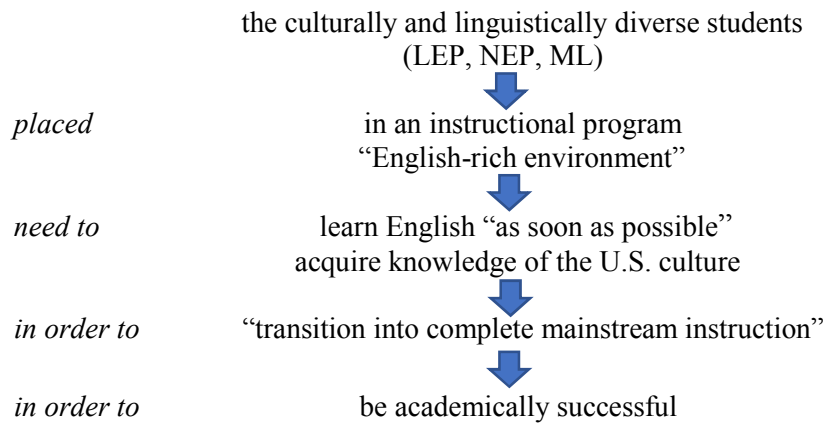 the culturally and linguistically diverse students
(LEP, NEP, ML)
placed in an instructional program
“English-rich environment”
need to learn English “as soon as possible”
acquire knowledge of the U.S. culture
in order to “transition into complete mainstream instruction”
in order to be academically successful